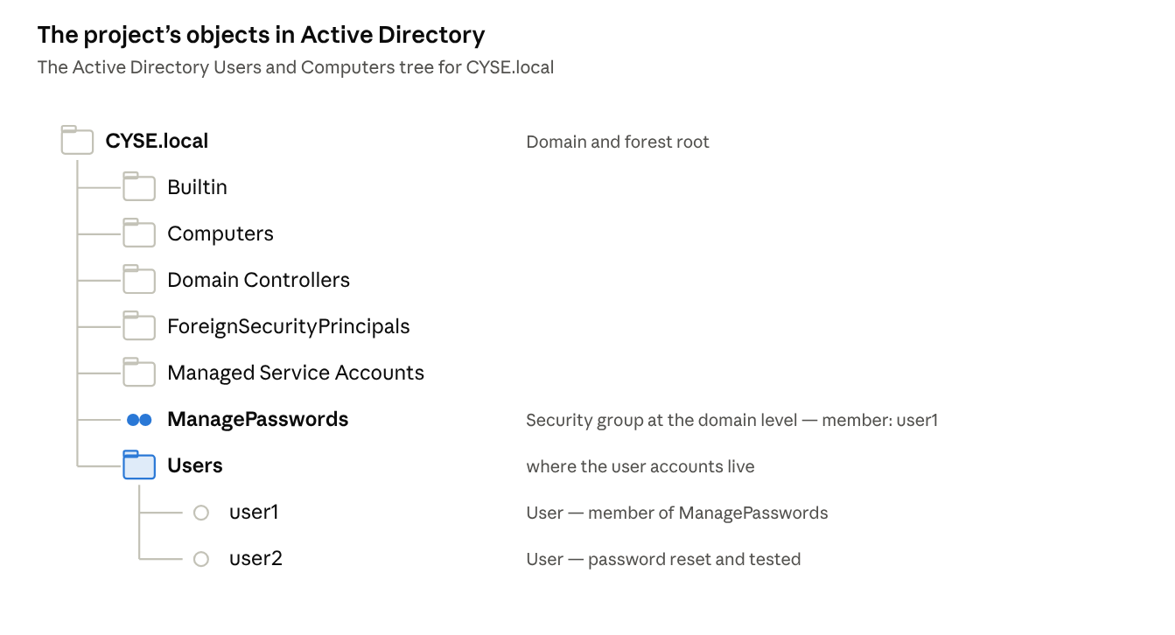 The project’s objects in Active Directory
The Active Directory Users and Computers tree for CYSE.local
CYSE.local Domain and forest root
Builtin
Computers
Domain Controllers
ForeignSecurityPrincipals
Managed Service Accounts
ManagePasswords Security group at the domain level — member: user1
Users where the user accounts live
user1 User — member of ManagePasswords
user2 User — password reset and tested